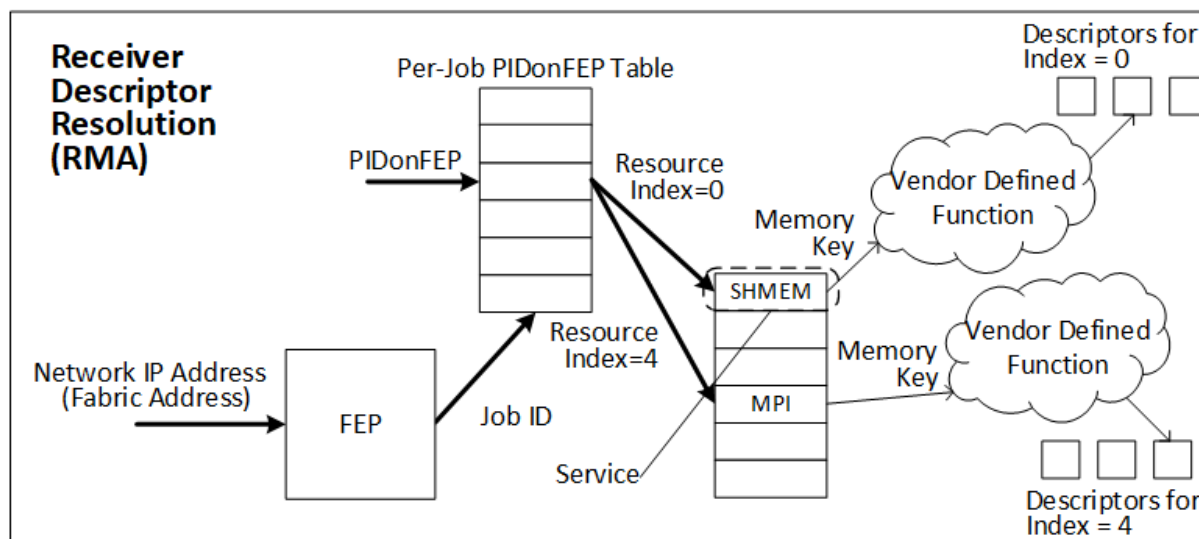 Receiver
Descriptor
Resolution
(RMA)
Per-Job PIDonFEP Table
PIDonFEP
Resource
Index=0
Descriptors for
Index = 0
Vendor Defined
Function
Memory
Key
SHMEM
Resource
Index=4
Vendor Defined
Function
Memory
Key
MPI
Network IP Address
(Fabric Address)
FEP
Job ID
Service
Descriptors for
Index = 4